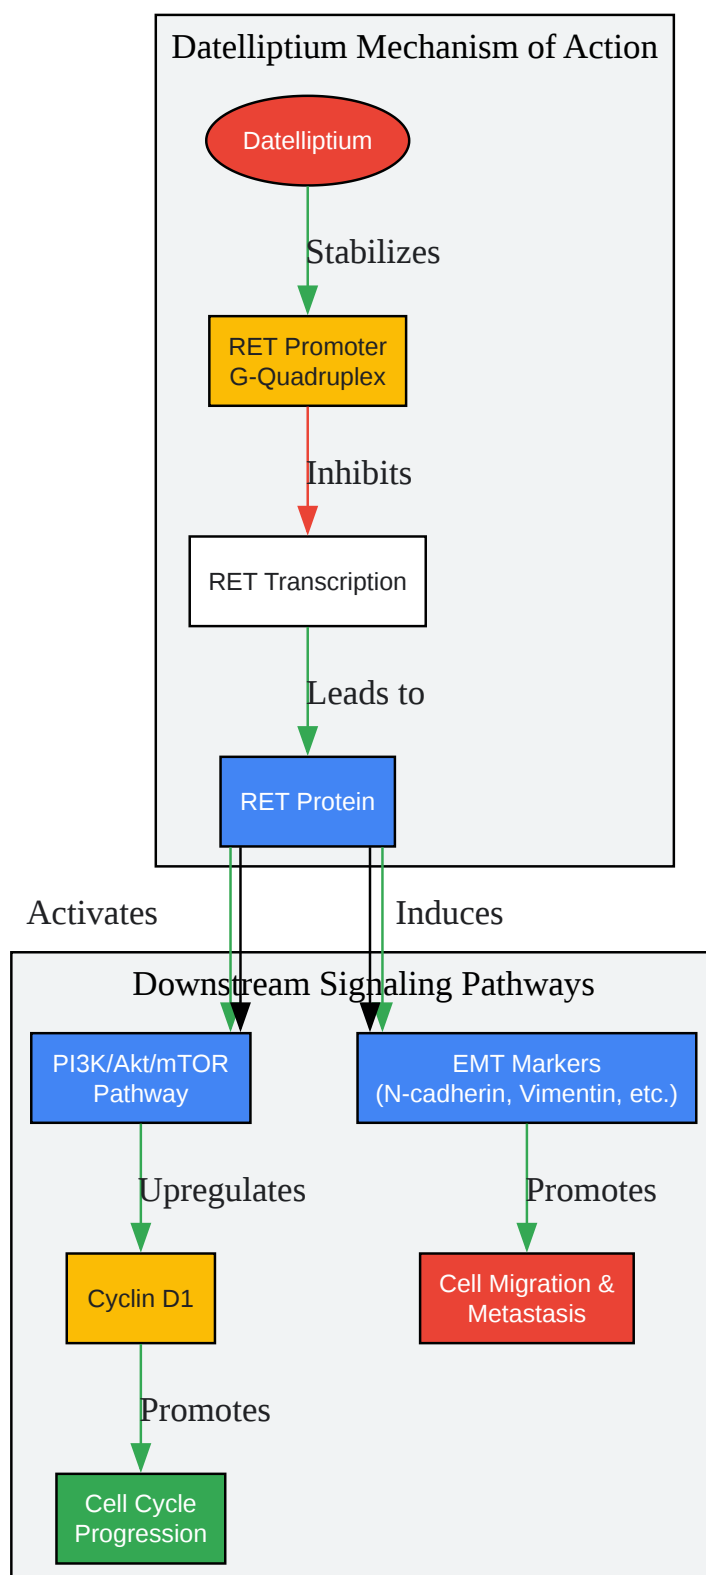 Datelliptium Mechanism of Action
Datelliptium
Stabilizes
RET Promoter
G-Quadruplex
Inhibits
RET Transcription
Leads to
RET Protein
Activates
Induces
Downstream Signaling Pathways
PI3K/Akt/mTOR
Pathway
EMT Markers
(N-cadherin, Vimentin, etc.)
Upregulates
Promotes
Cyclin D1
Cell Migration &
Metastasis
Promotes
Cell Cycle
Progression